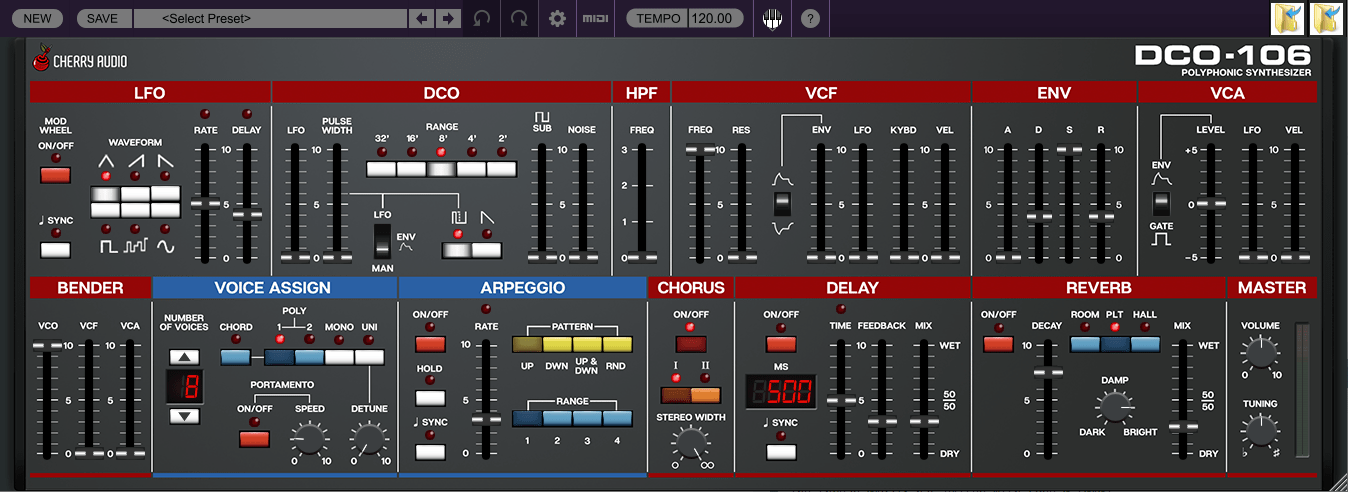 NEW SAVE <Select Preset> MIDI TEMPO 120.00 ?
CHERRY AUDIO
DCO-106
POLYPHONIC SYNTHESIZER
LFO DCO HPF VCF ENV VCA
MOD
WHEEL
ON/OFF
♩ SYNC
WAVEFORM
RATE DELAY
10
5
0
LFO
PULSE
WIDTH
10
5
0
RANGE
32' 16' 8' 4' 2'
LFO
ENV
MAN
SUB NOISE
10
5
0
FREQ
3
2
1
0
FREQ RES
10
5
0
ENV LFO KYBD VEL
10 10
5 5
0 0
A D S R
10 10
5 5
0 0
ENV
GATE
LEVEL
+5
0
-5
LFO VEL
10
5
0
BENDER VOICE ASSIGN ARPEGGIO CHORUS DELAY REVERB MASTER
VCO VCF VCA
10 10
5 5
0 0
NUMBER
OF VOICES
8
CHORD
POLY
1 2
MONO UNI
PORTAMENTO
ON/OFF SPEED
0 10
DETUNE
0 10
ON/OFF
HOLD
♩ SYNC
RATE
10
5
0
PATTERN
UP DWN UP &
DWN RND
RANGE
1 2 3 4
ON/OFF
I II
STEREO WIDTH
0 ∞
ON/OFF
MS
500
♩ SYNC
TIME FEEDBACK MIX
10 10 WET
5 5 50
50
0 0 DRY
ON/OFF
DECAY
10
5
0
ROOM PLT HALL
DAMP
DARK BRIGHT
MIX
WET
50
50
DRY
VOLUME
0 10
TUNING
♭ ♯